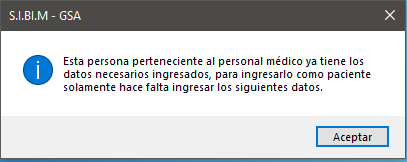 S.I.BI.M - GSA
Esta persona perteneciente al personal médico ya tiene los
datos necesarios ingresados, para ingresarlo como paciente
solamente hace falta ingresar los siguientes datos.
Aceptar